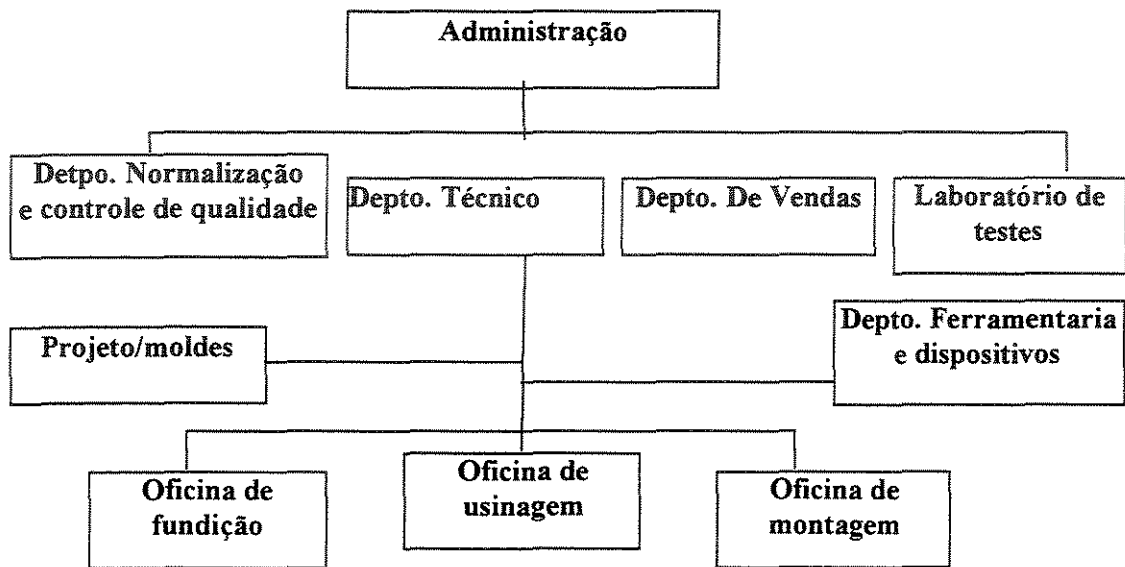 Administração
Detpo. Normalização
e controle de qualidade
Depto. Técnico
Depto. De Vendas
Laboratório de
testes
Projeto/moldes
Depto. Ferramentaria
e dispositivos
Oficina de
fundição
Oficina de
usinagem
Oficina de
montagem